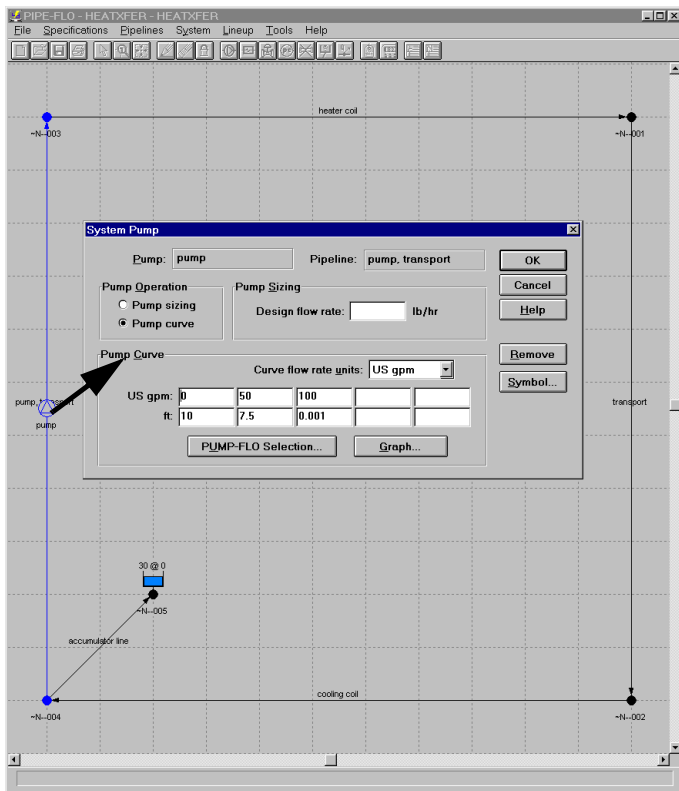 PIPE-FLO - HEATXFER - HEATXFER
File Specifications Pipelines System Lineup Tools Help
heater coil
~N--003
~N--001
System Pump
Pump: pump
Pipeline: pump, transport
OK
Pump Operation
Pump Sizing
Cancel
Pump sizing
Design flow rate: lb/hr
Help
Pump curve
Pump Curve
Remove
Curve flow rate units: US gpm
Symbol...
US gpm: 0 50 100
ft: 10 7.5 0.001
pump, transport
pump
transport
PUMP-FLO Selection...
Graph...
30 @ 0
~N--005
accumulator line
cooling coil
~N--004
~N--002